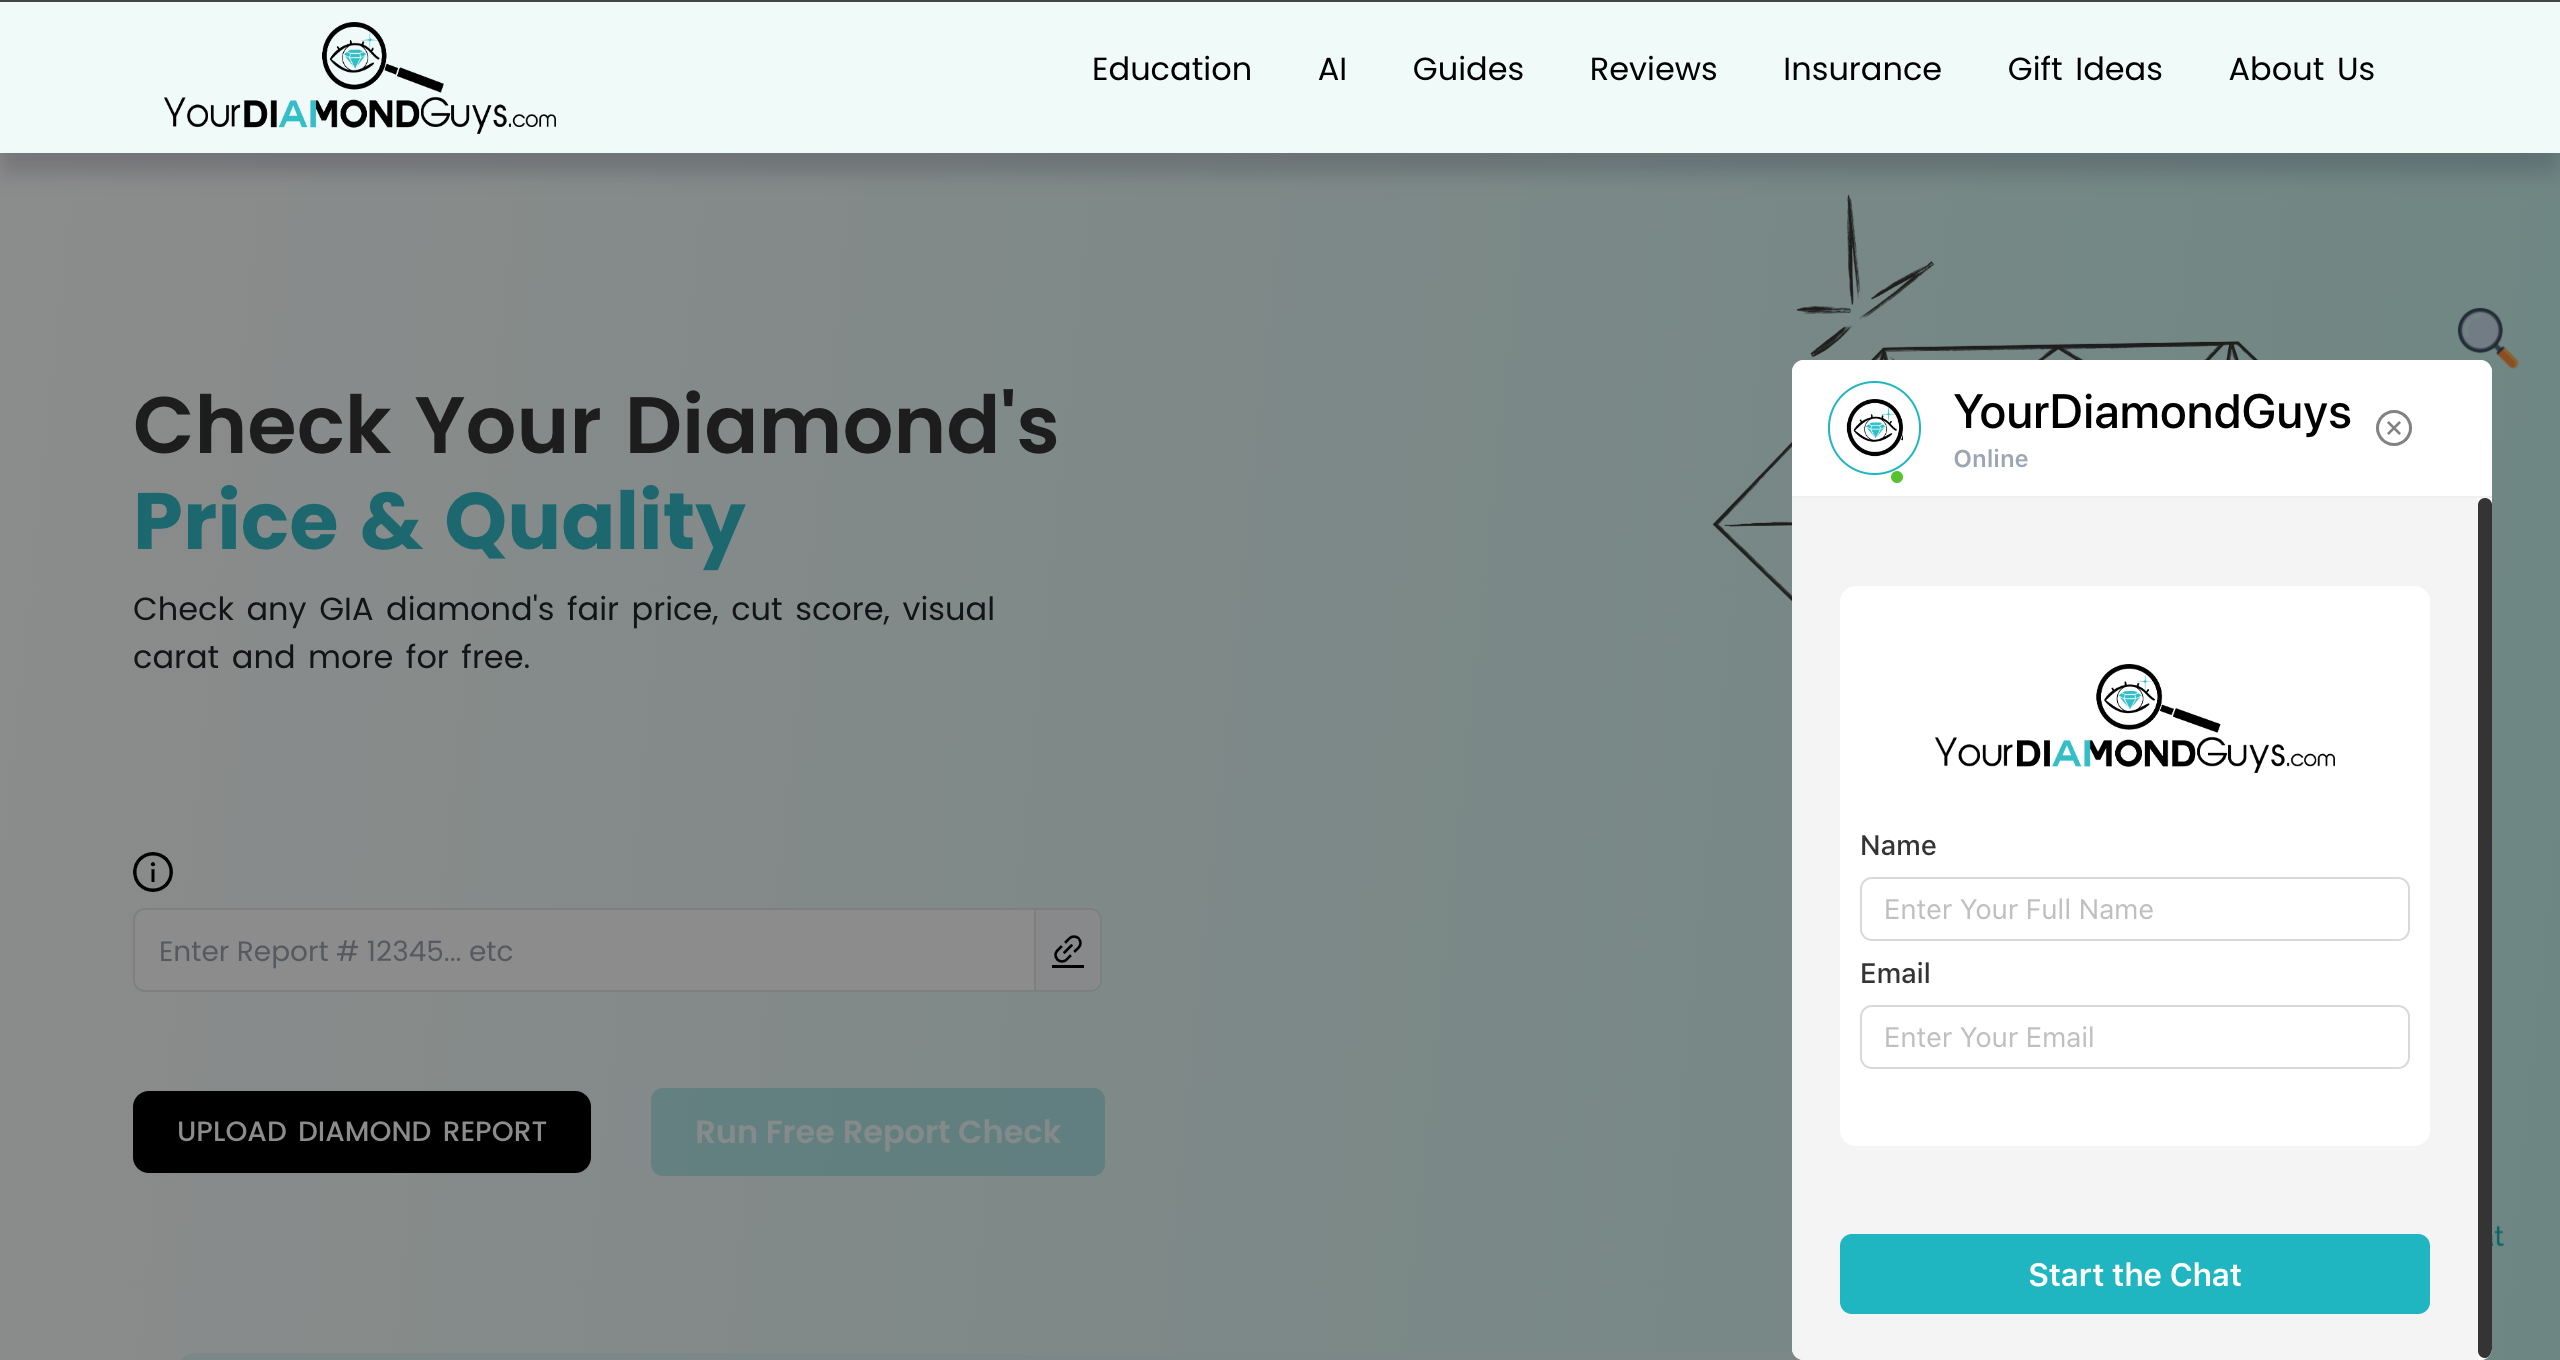 YourDIAMONDGuys.com
Education AI Guides Reviews Insurance Gift Ideas About Us
Check Your Diamond's
Price & Quality
Check any GIA diamond's fair price, cut score, visual
carat and more for free.
Enter Report # 12345... etc
UPLOAD DIAMOND REPORT
Run Free Report Check
YourDiamondGuys
Online
YourDIAMONDGuys.com
Name
Enter Your Full Name
Email
Enter Your Email
Start the Chat